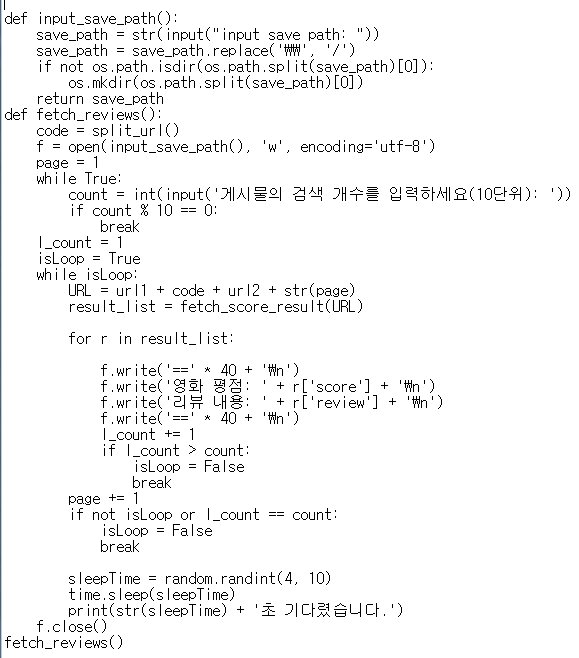 def input_save_path():
    save_path = str(input("input save path: "))
    save_path = save_path.replace('₩₩', '/')
    if not os.path.isdir(os.path.split(save_path)[0]):
        os.mkdir(os.path.split(save_path)[0])
    return save_path
def fetch_reviews():
    code = split_url()
    f = open(input_save_path(), 'w', encoding='utf-8')
    page = 1
    while True:
        count = int(input('게시물의 검색 개수를 입력하세요(10단위): '))
        if count % 10 == 0:
            break
    l_count = 1
    isLoop = True
    while isLoop:
        URL = url1 + code + url2 + str(page)
        result_list = fetch_score_result(URL)

        for r in result_list:

            f.write('==' * 40 + '₩n')
            f.write('영화 평점: ' + r['score'] + '₩n')
            f.write('리뷰 내용: ' + r['review'] + '₩n')
            f.write('==' * 40 + '₩n')
            l_count += 1
            if l_count > count:
                isLoop = False
                break
        page += 1
        if not isLoop or l_count == count:
            isLoop = False
            break

        sleepTime = random.randint(4, 10)
        time.sleep(sleepTime)
        print(str(sleepTime) + '초 기다렸습니다.')
    f.close()
fetch_reviews()